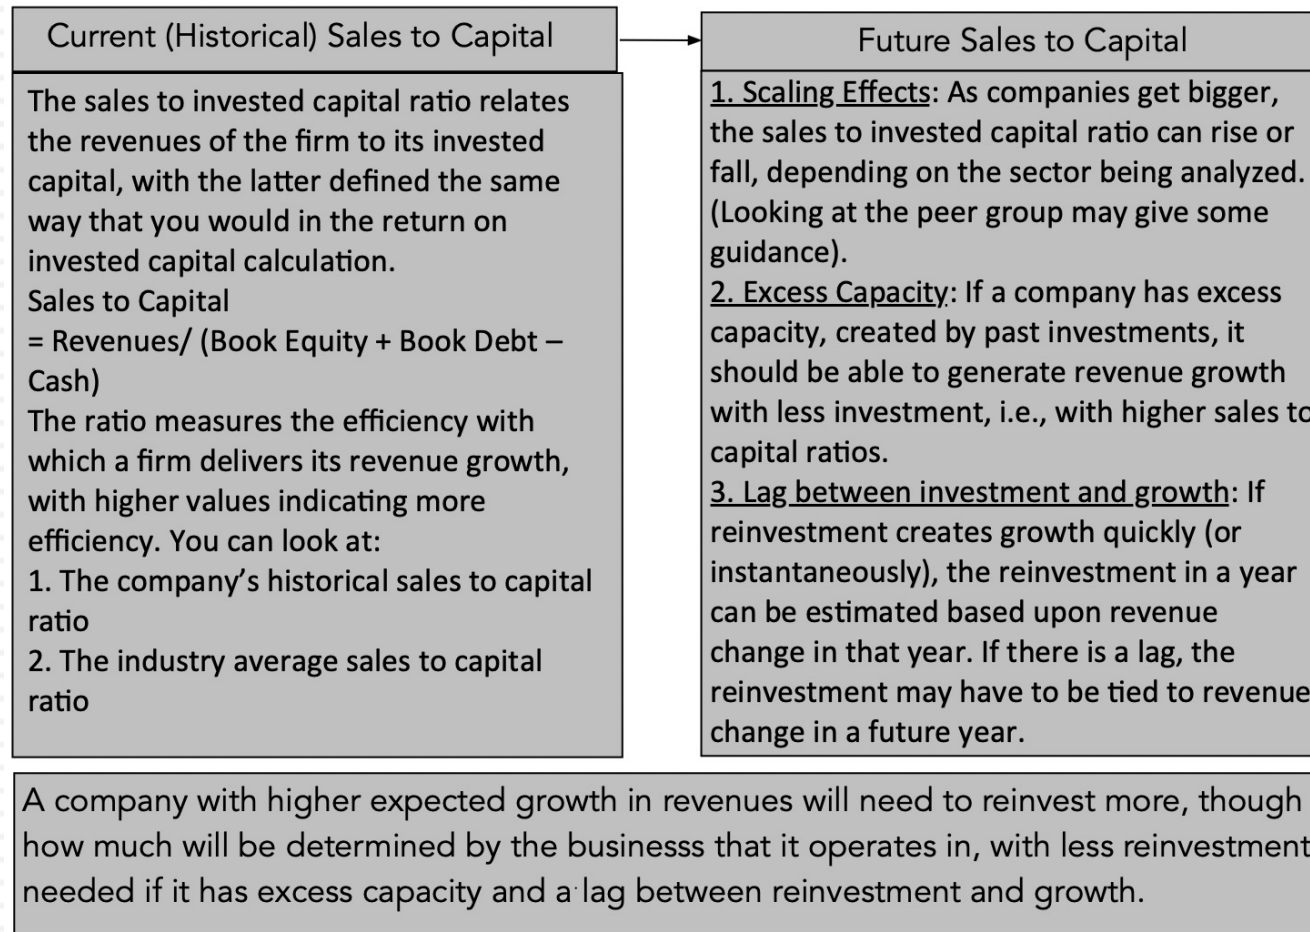 Current (Historical) Sales to Capital
The sales to invested capital ratio relates
the revenues of the firm to its invested
capital, with the latter defined the same
way that you would in the return on
invested capital calculation.
Sales to Capital
= Revenues/ (Book Equity + Book Debt –
Cash)
The ratio measures the efficiency with
which a firm delivers its revenue growth,
with higher values indicating more
efficiency. You can look at:
1. The company’s historical sales to capital
ratio
2. The industry average sales to capital
ratio
Future Sales to Capital
1. Scaling Effects: As companies get bigger,
the sales to invested capital ratio can rise or
fall, depending on the sector being analyzed.
(Looking at the peer group may give some
guidance).
2. Excess Capacity: If a company has excess
capacity, created by past investments, it
should be able to generate revenue growth
with less investment, i.e., with higher sales to
capital ratios.
3. Lag between investment and growth: If
reinvestment creates growth quickly (or
instantaneously), the reinvestment in a year
can be estimated based upon revenue
change in that year. If there is a lag, the
reinvestment may have to be tied to revenue
change in a future year.
A company with higher expected growth in revenues will need to reinvest more, though
how much will be determined by the businesss that it operates in, with less reinvestment
needed if it has excess capacity and a lag between reinvestment and growth.